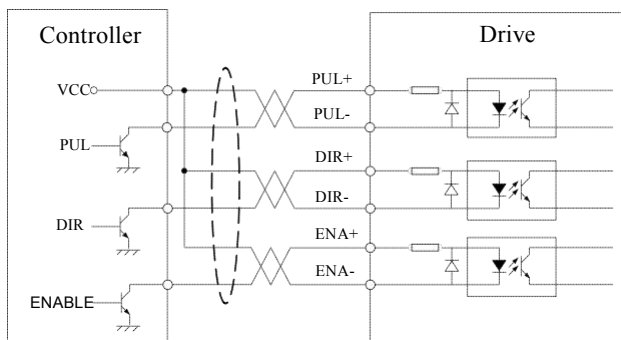 Controller
Drive
VCC
PUL+
PUL-
PUL
DIR+
DIR-
DIR
ENA+
ENA-
ENABLE